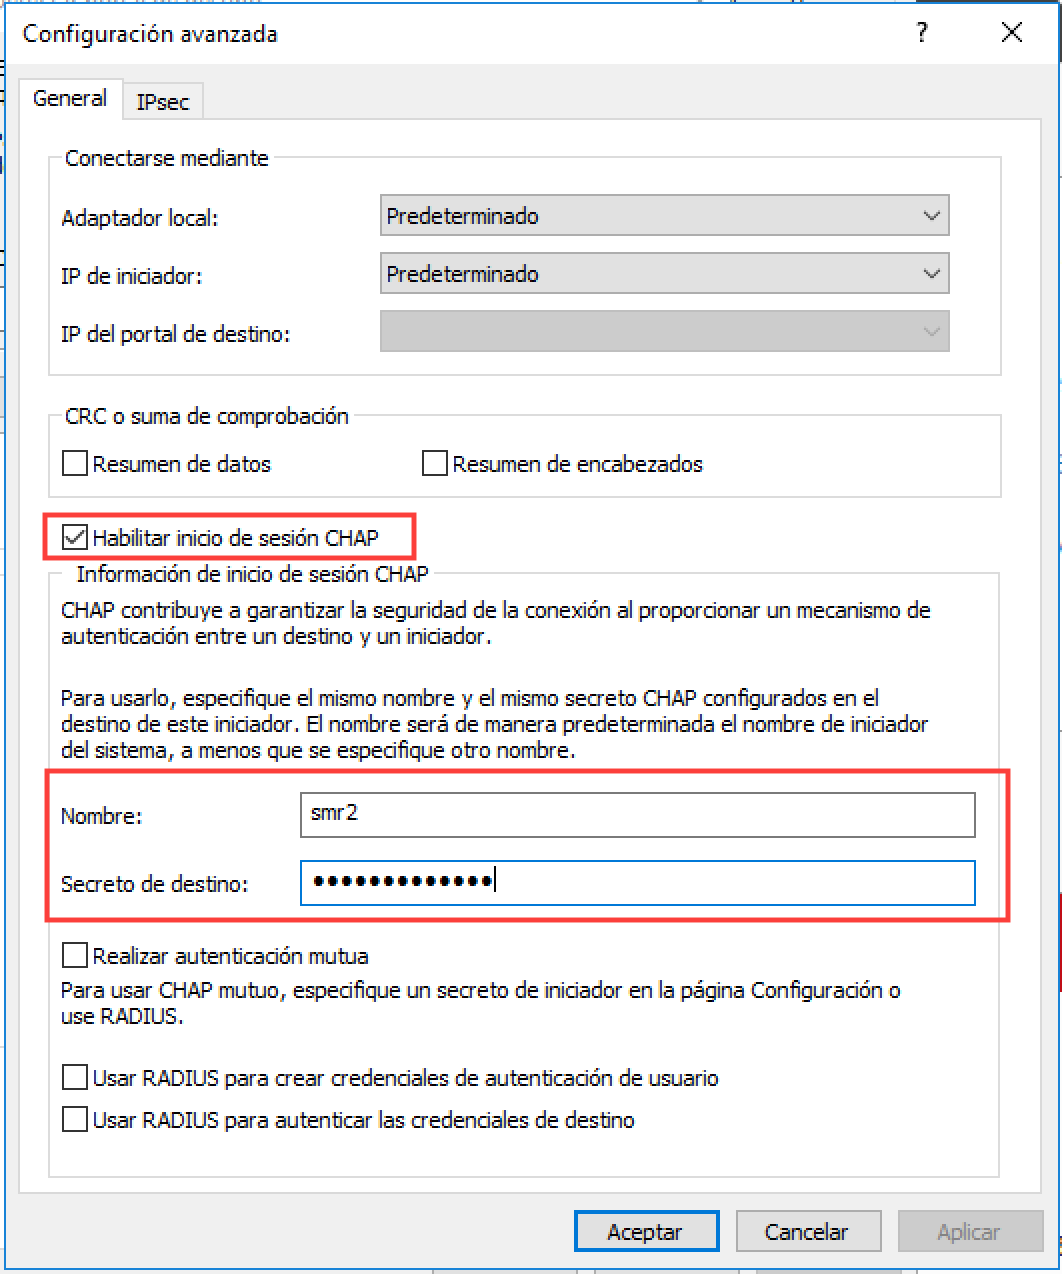 Configuración avanzada
?
General
IPsec
Conectarse mediante
Adaptador local:
Predeterminado
IP de iniciador:
Predeterminado
IP del portal de destino:
CRC o suma de comprobación
Resumen de datos
Resumen de encabezados
Habilitar inicio de sesión CHAP
Información de inicio de sesión CHAP
CHAP contribuye a garantizar la seguridad de la conexión al proporcionar un mecanismo de
autenticación entre un destino y un iniciador.
Para usarlo, especifique el mismo nombre y el mismo secreto CHAP configurados en el
destino de este iniciador. El nombre será de manera predeterminada el nombre de iniciador
del sistema, a menos que se especifique otro nombre.
Nombre:
smr2
Secreto de destino:
•••••••••••••
Realizar autenticación mutua
Para usar CHAP mutuo, especifique un secreto de iniciador en la página Configuración o
use RADIUS.
Usar RADIUS para crear credenciales de autenticación de usuario
Usar RADIUS para autenticar las credenciales de destino
Aceptar
Cancelar
Aplicar